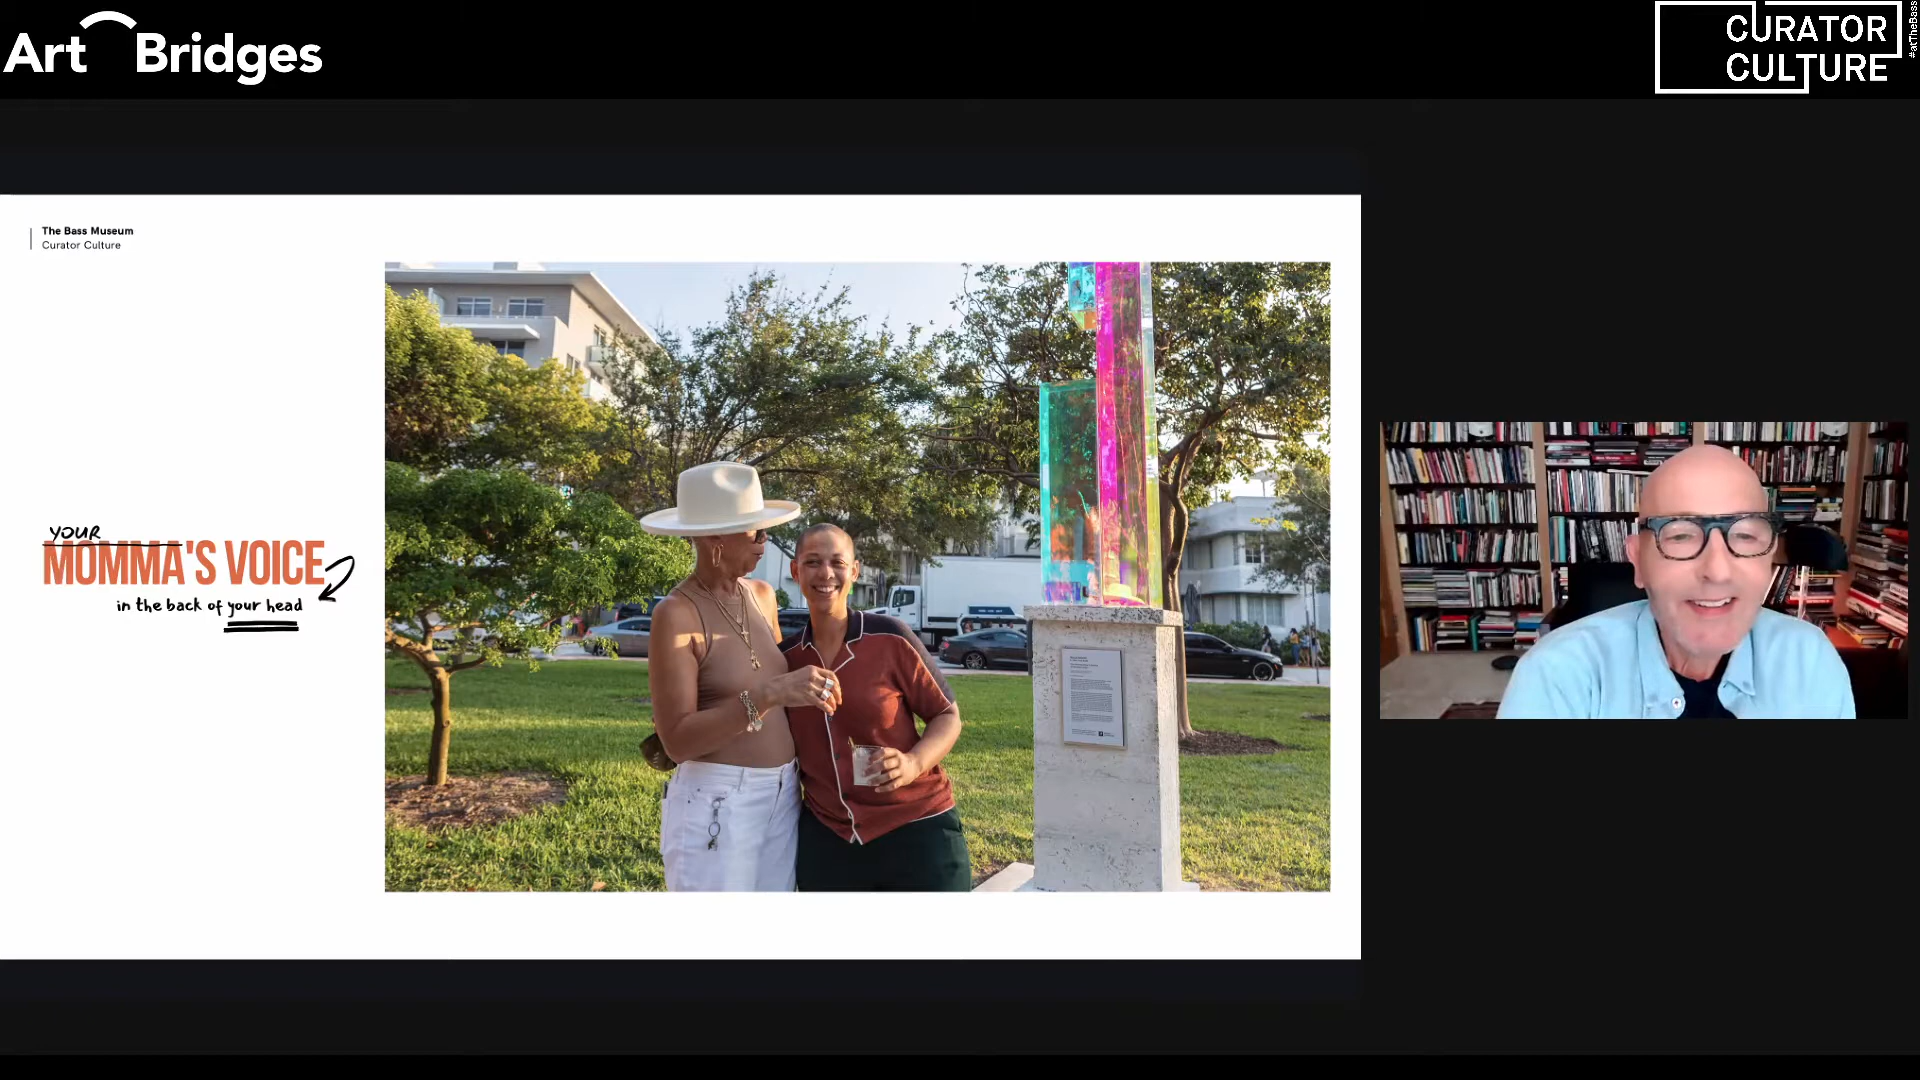 Art Bridges
CURATOR
CULTURE
#atTheBass
The Bass Museum
Curator Culture
YOUR
MOMMA'S VOICE
in the back of your head